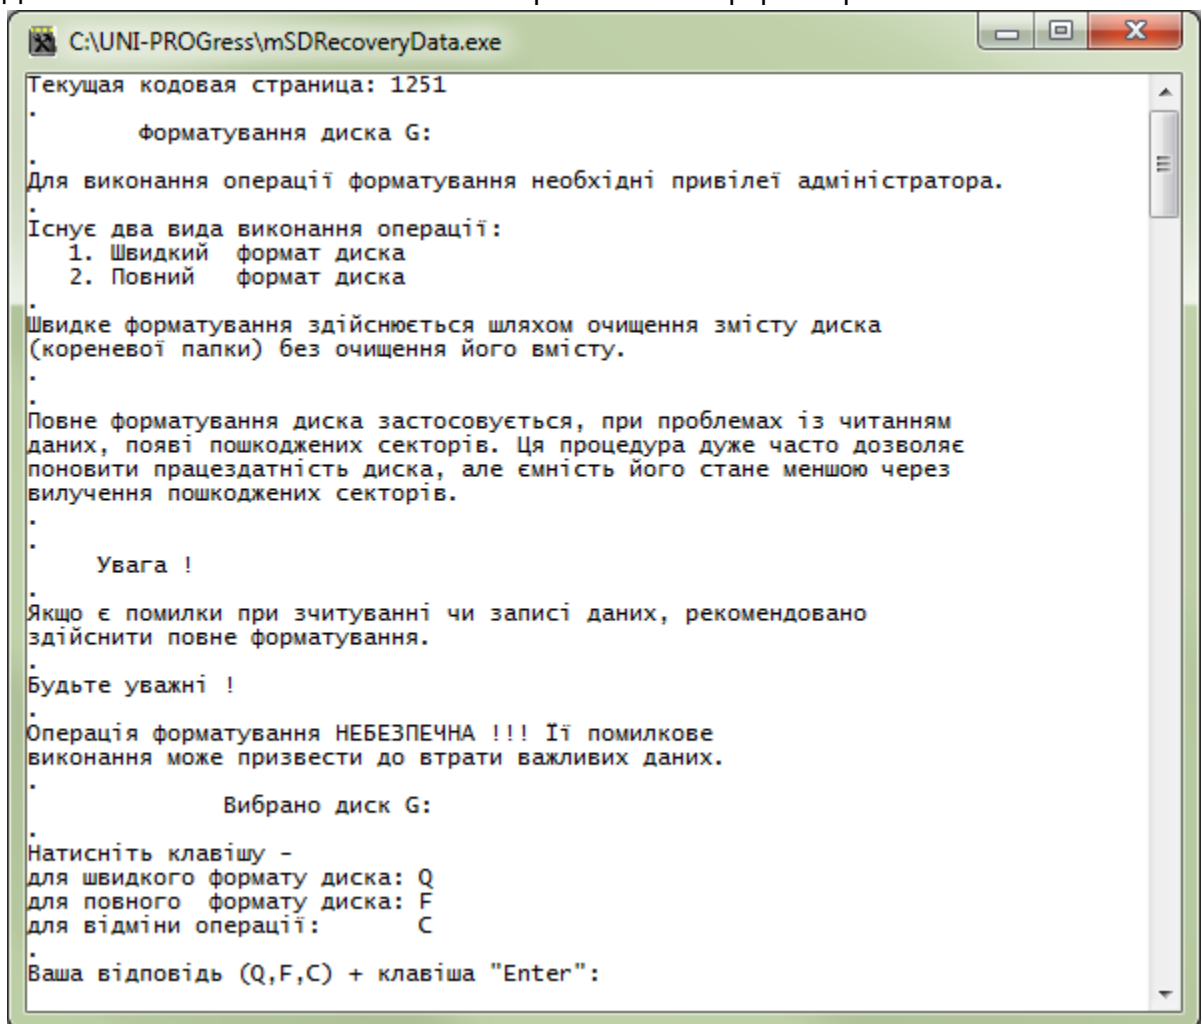 C:\UNI-PROGress\mSDRecoveryData.exe
Текущая кодовая страница: 1251
.
Форматування диска G:
.
Для виконання операції форматування необхідні привілеї адміністратора.
.
Існує два вида виконання операції:
1. Швидкий формат диска
2. Повний формат диска
.
Швидке форматування здійснюється шляхом очищення змісту диска
(кореневої папки) без очищення його вмісту.
.
.
Повне форматування диска застосовується, при проблемах із читанням
даних, появі пошкоджених секторів. Ця процедура дуже часто дозволяє
поновити працездатність диска, але ємність його стане меншою через
вилучення пошкоджених секторів.
.
.
Увага !
.
Якщо є помилки при зчитуванні чи записі даних, рекомендовано
здійснити повне форматування.
.
Будьте уважні !
.
Операція форматування НЕБЕЗПЕЧНА !!! Її помилкове
виконання може призвести до втрати важливих даних.
.
Вибрано диск G:
.
Натисніть клавішу -
для швидкого формату диска: Q
для повного формату диска: F
для відміни операції: C
.
Ваша відповідь (Q,F,C) + клавіша "Enter":